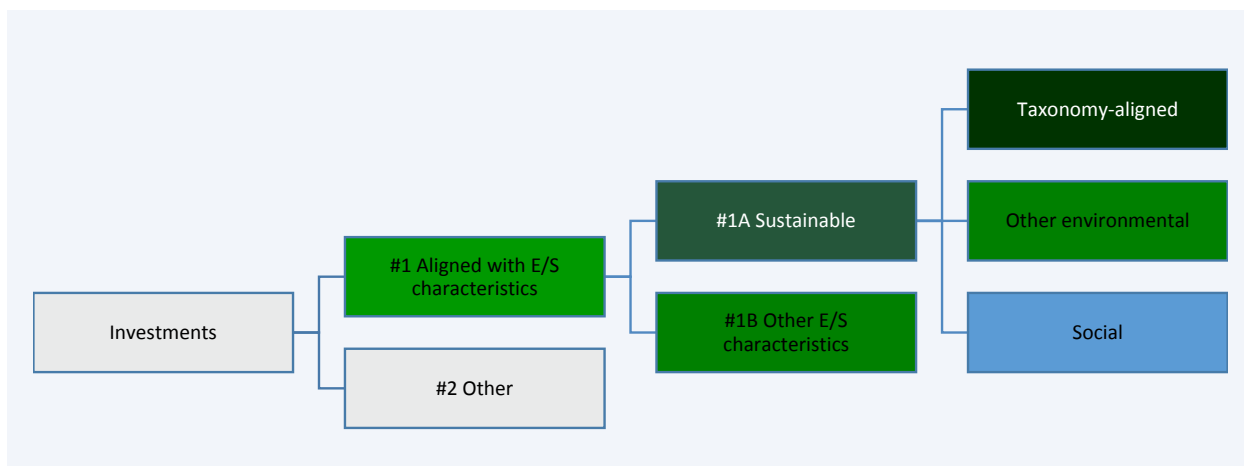 Investments
#1 Aligned with E/S
characteristics
#2 Other
#1A Sustainable
#1B Other E/S
characteristics
Taxonomy-aligned
Other environmental
Social